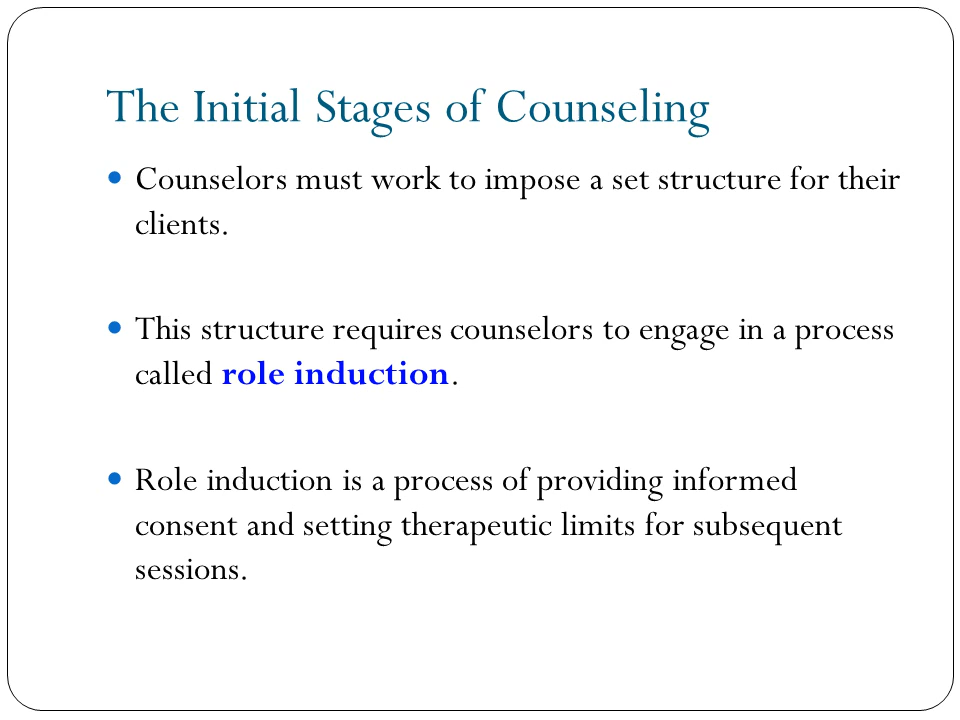 The Initial Stages of Counseling
• Counselors must work to impose a set structure for their
clients.
• This structure requires counselors to engage in a process
called role induction.
• Role induction is a process of providing informed
consent and setting therapeutic limits for subsequent
sessions.